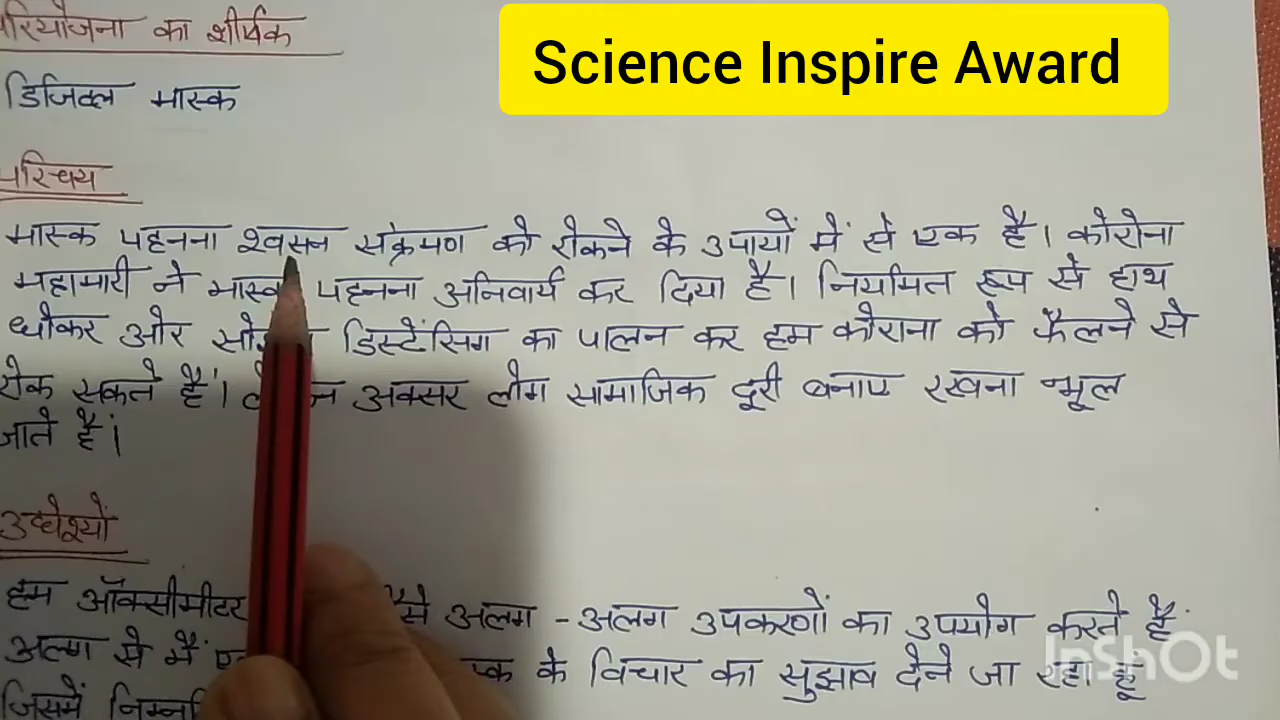 Science Inspire Award
परियोजना का शीर्षक
डिजिटल मास्क
परिचय
मास्क पहनना श्वसन संक्रमण को रोकने के उपायों में से एक है। कोरोना
महामारी ने मास्क पहनना अनिवार्य कर दिया है। नियमित रूप से हाथ
धोकर और डिस्टेंसिग का पालन कर हम कोराना को फैलने से
रोक सकते हैं। अक्सर लोग सामाजिक दूरी बनाए रखना भूल
जाते हैं।
उद्देश्यों
हम ऑक्सीमीटर जैसे अलग - अलग उपकरणों का उपयोग करते हैं
अलग से मैं के विचार का सुझाव देने जा रहा हूं
जिसमें
InShOt